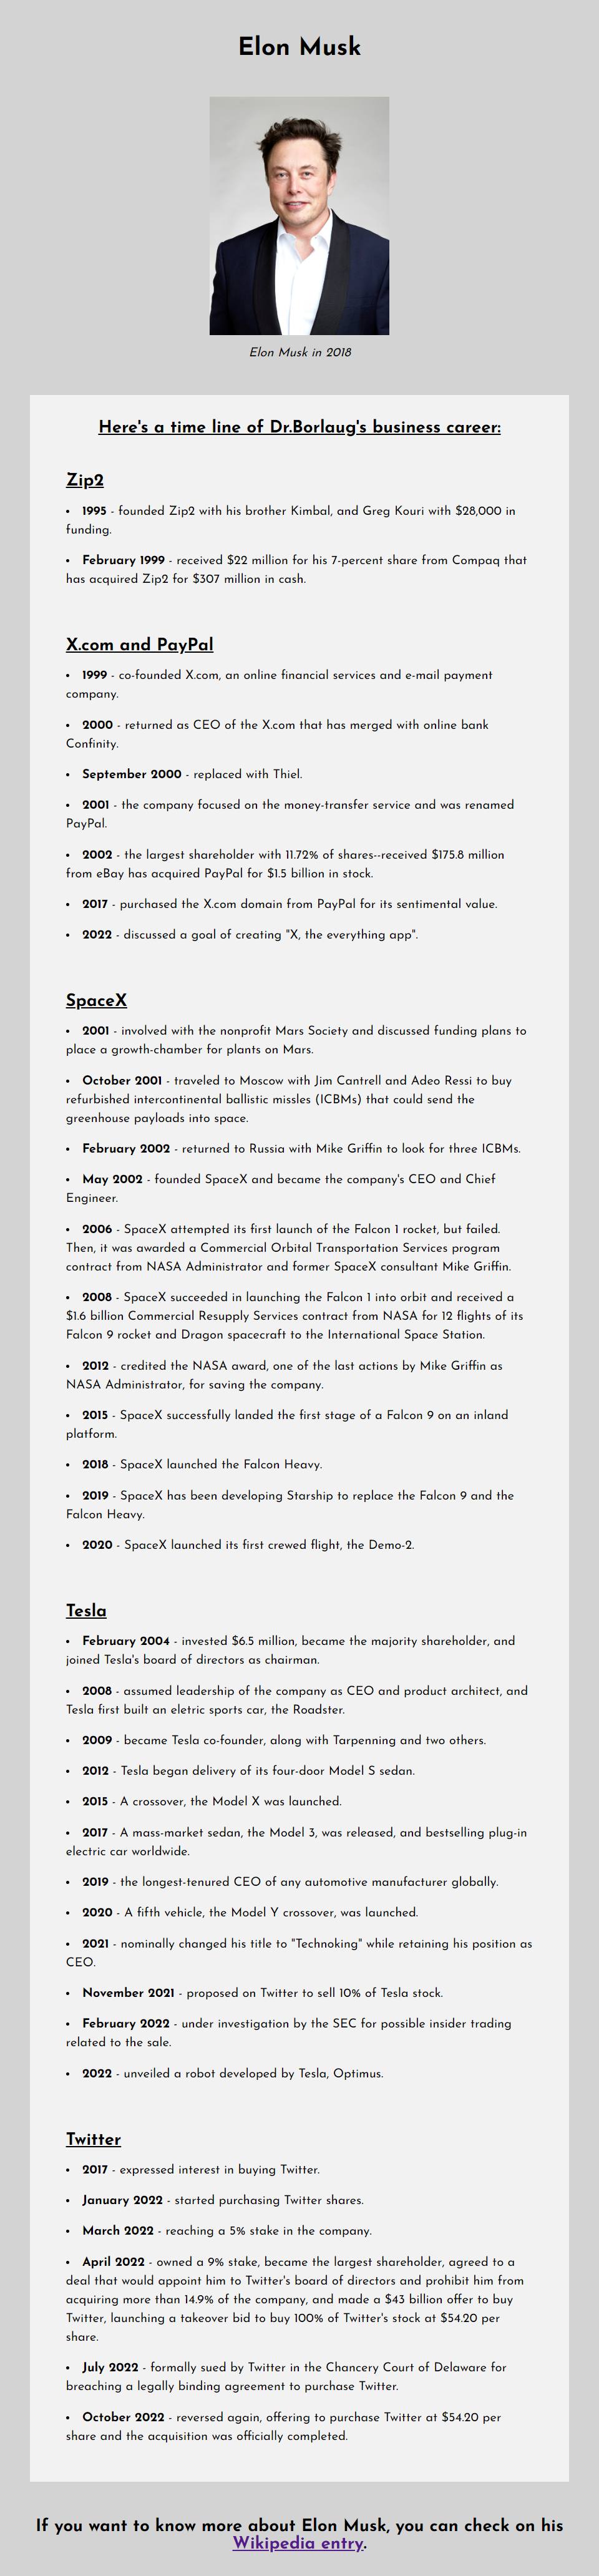 Elon Musk
Elon Musk in 2018
Here's a time line of Dr.Borlaug's business career:
Zip2
• 1995 - founded Zip2 with his brother Kimbal, and Greg Kouri with $28,000 in
funding.
• February 1999 - received $22 million for his 7-percent share from Compaq that
has acquired Zip2 for $307 million in cash.
X.com and PayPal
• 1999 - co-founded X.com, an online financial services and e-mail payment
company.
• 2000 - returned as CEO of the X.com that has merged with online bank
Confinity.
• September 2000 - replaced with Thiel.
• 2001 - the company focused on the money-transfer service and was renamed
PayPal.
• 2002 - the largest shareholder with 11.72% of shares--received $175.8 million
from eBay has acquired PayPal for $1.5 billion in stock.
• 2017 - purchased the X.com domain from PayPal for its sentimental value.
• 2022 - discussed a goal of creating "X, the everything app".
SpaceX
• 2001 - involved with the nonprofit Mars Society and discussed funding plans to
place a growth-chamber for plants on Mars.
• October 2001 - traveled to Moscow with Jim Cantrell and Adeo Ressi to buy
refurbished intercontinental ballistic missles (ICBMs) that could send the
greenhouse payloads into space.
• February 2002 - returned to Russia with Mike Griffin to look for three ICBMs.
• May 2002 - founded SpaceX and became the company's CEO and Chief
Engineer.
• 2006 - SpaceX attempted its first launch of the Falcon 1 rocket, but failed.
Then, it was awarded a Commercial Orbital Transportation Services program
contract from NASA Administrator and former SpaceX consultant Mike Griffin.
• 2008 - SpaceX succeeded in launching the Falcon 1 into orbit and received a
$1.6 billion Commercial Resupply Services contract from NASA for 12 flights of its
Falcon 9 rocket and Dragon spacecraft to the International Space Station.
• 2012 - credited the NASA award, one of the last actions by Mike Griffin as
NASA Administrator, for saving the company.
• 2015 - SpaceX successfully landed the first stage of a Falcon 9 on an inland
platform.
• 2018 - SpaceX launched the Falcon Heavy.
• 2019 - SpaceX has been developing Starship to replace the Falcon 9 and the
Falcon Heavy.
• 2020 - SpaceX launched its first crewed flight, the Demo-2.
Tesla
• February 2004 - invested $6.5 million, became the majority shareholder, and
joined Tesla's board of directors as chairman.
• 2008 - assumed leadership of the company as CEO and product architect, and
Tesla first built an eletric sports car, the Roadster.
• 2009 - became Tesla co-founder, along with Tarpenning and two others.
• 2012 - Tesla began delivery of its four-door Model S sedan.
• 2015 - A crossover, the Model X was launched.
• 2017 - A mass-market sedan, the Model 3, was released, and bestselling plug-in
electric car worldwide.
• 2019 - the longest-tenured CEO of any automotive manufacturer globally.
• 2020 - A fifth vehicle, the Model Y crossover, was launched.
• 2021 - nominally changed his title to "Technoking" while retaining his position as
CEO.
• November 2021 - proposed on Twitter to sell 10% of Tesla stock.
• February 2022 - under investigation by the SEC for possible insider trading
related to the sale.
• 2022 - unveiled a robot developed by Tesla, Optimus.
Twitter
• 2017 - expressed interest in buying Twitter.
• January 2022 - started purchasing Twitter shares.
• March 2022 - reaching a 5% stake in the company.
• April 2022 - owned a 9% stake, became the largest shareholder, agreed to a
deal that would appoint him to Twitter's board of directors and prohibit him from
acquiring more than 14.9% of the company, and made a $43 billion offer to buy
Twitter, launching a takeover bid to buy 100% of Twitter's stock at $54.20 per
share.
• July 2022 - formally sued by Twitter in the Chancery Court of Delaware for
breaching a legally binding agreement to purchase Twitter.
• October 2022 - reversed again, offering to purchase Twitter at $54.20 per
share and the acquisition was officially completed.
If you want to know more about Elon Musk, you can check on his
Wikipedia entry.